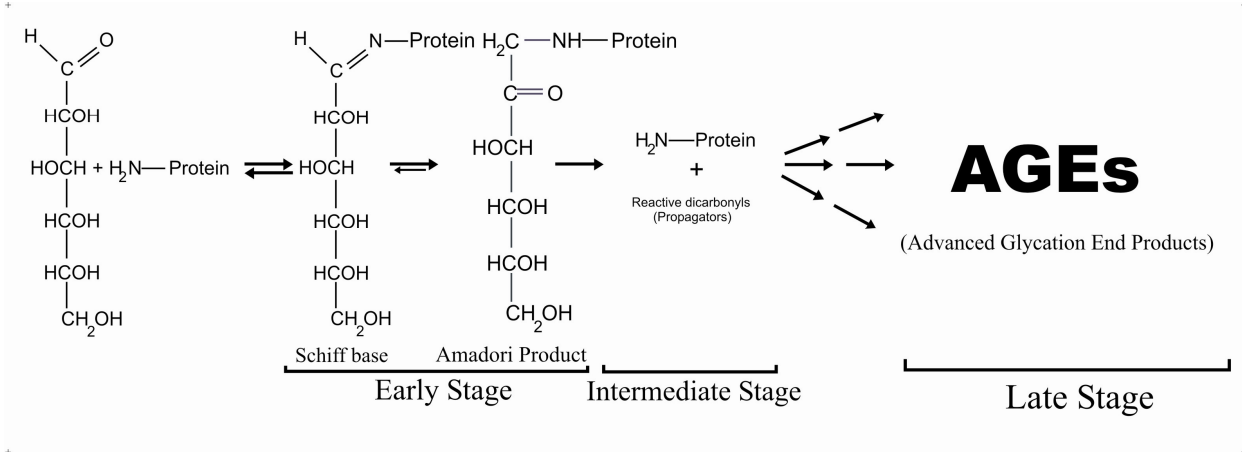 H O
C
HCOH
HOCH + H2N—Protein
HCOH
HCOH
CH2OH
H N—Protein
C
HCOH
HOCH
HCOH
HCOH
CH2OH
Schiff base
H2C—NH—Protein
C=O
HOCH
HCOH
HCOH
CH2OH
Amadori Product
Early Stage
H2N—Protein
+
Reactive dicarbonyls
(Propagators)
Intermediate Stage
AGEs
(Advanced Glycation End Products)
Late Stage